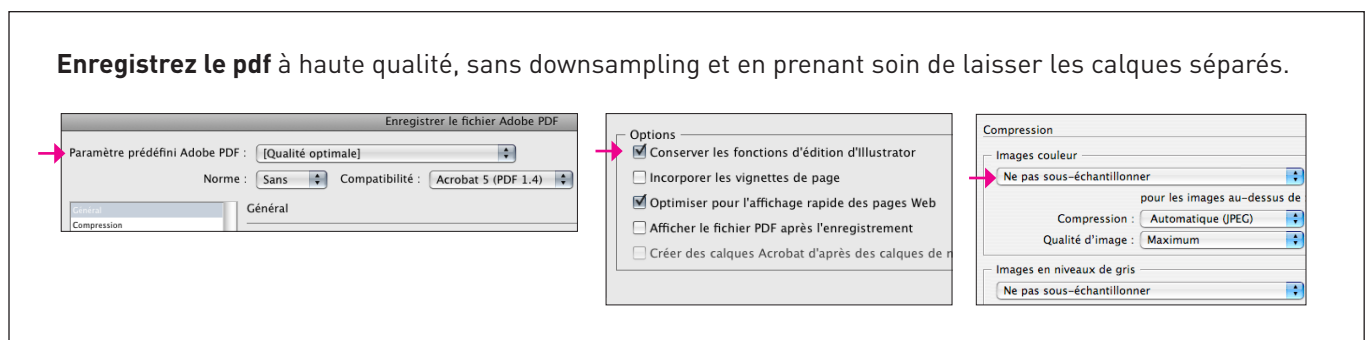 Enregistrez le pdf à haute qualité, sans downsampling et en prenant soin de laisser les calques séparés.
Enregistrer le fichier Adobe PDF
Paramètre prédéfini Adobe PDF : [Qualité optimale]
Norme : Sans Compatibilité : Acrobat 5 (PDF 1.4)
Général
Général
Compression
Options
Conserver les fonctions d'édition d'Illustrator
Incorporer les vignettes de page
Optimiser pour l'affichage rapide des pages Web
Afficher le fichier PDF après l'enregistrement
Créer des calques Acrobat d'après des calques de n
Compression
Images couleur
Ne pas sous-échantillonner
pour les images au-dessus de
Compression : Automatique (JPEG)
Qualité d'image : Maximum
Images en niveaux de gris
Ne pas sous-échantillonner